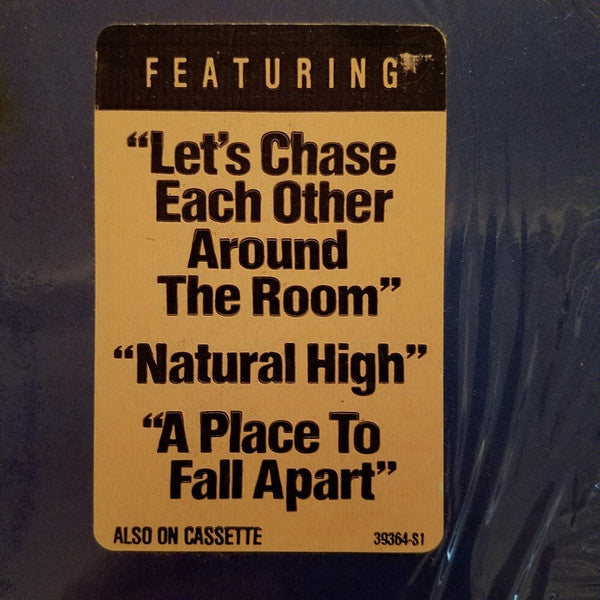 FEATURING
“Let’s Chase
Each Other
Around
The Room”
“Natural High”
“A Place To
Fall Apart”
ALSO ON CASSETTE 39364-S1